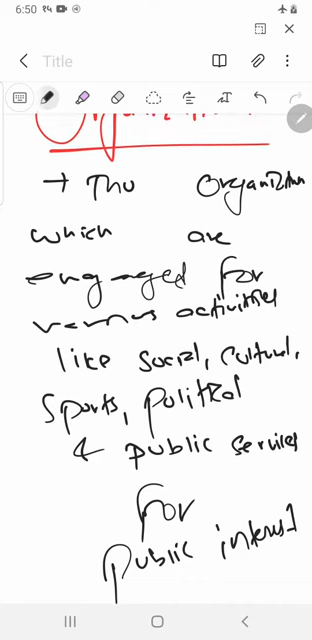 6:50
Title
→ The Organization
which are
engaged for
various activities
like social, cultural,
sports, political
& public services
for
public interest